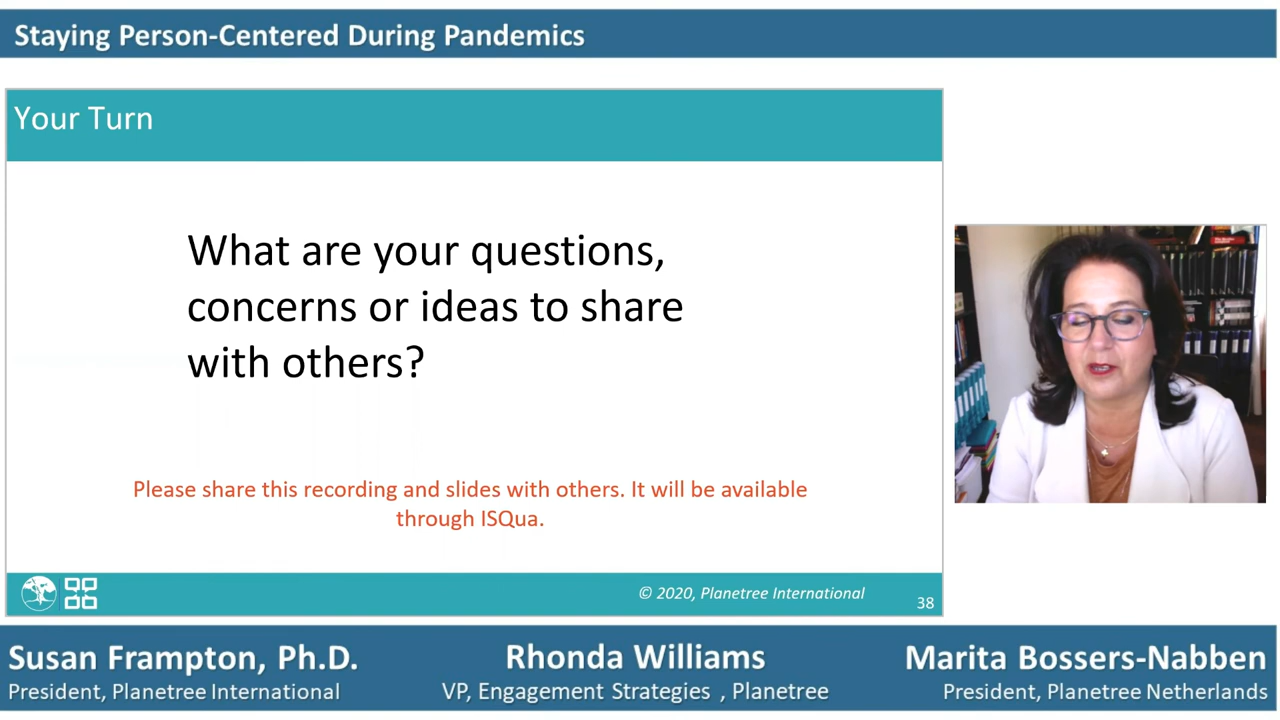 Staying Person-Centered During Pandemics
Your Turn
What are your questions,
concerns or ideas to share
with others?
Please share this recording and slides with others. It will be available
through ISQua.
© 2020, Planetree International
38
Susan Frampton, Ph.D.
President, Planetree International
Rhonda Williams
VP, Engagement Strategies , Planetree
Marita Bossers-Nabben
President, Planetree Netherlands